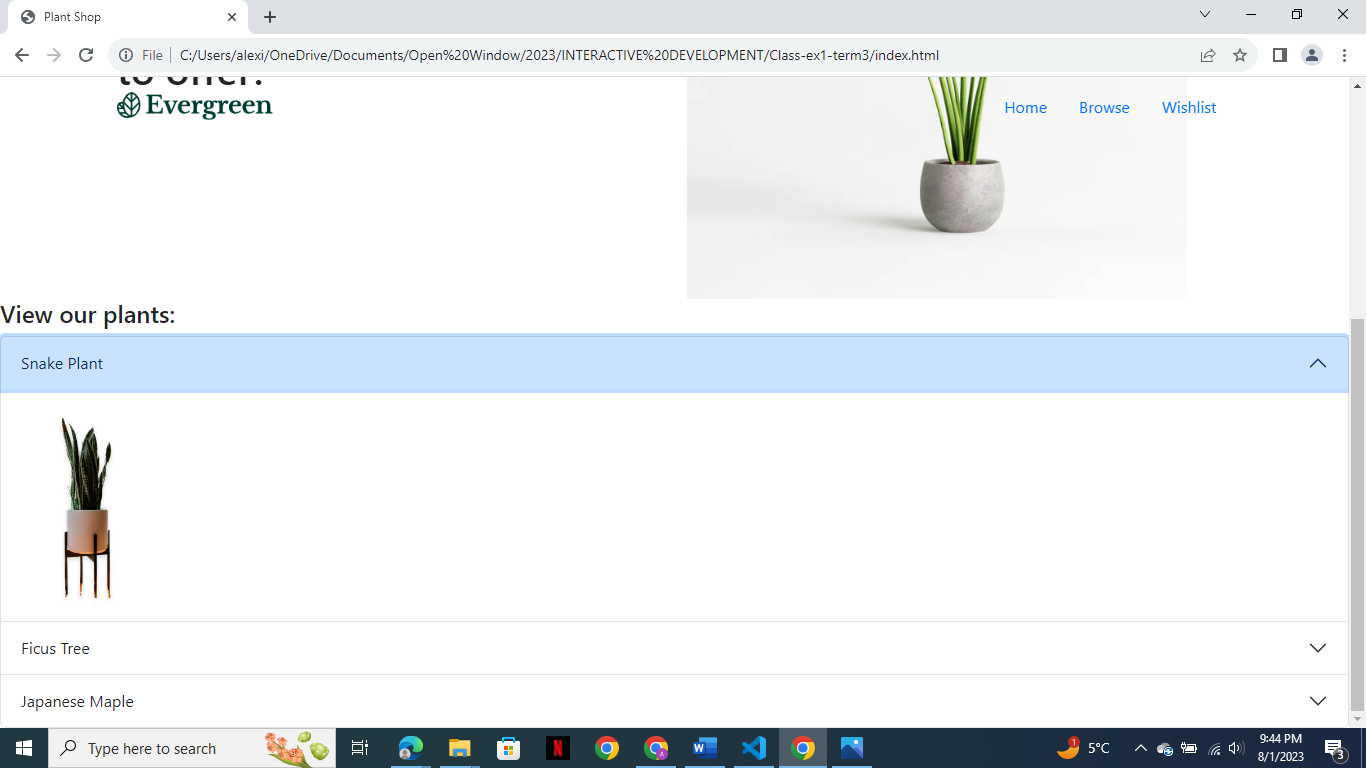 Plant Shop
File
C:/Users/alexi/OneDrive/Documents/Open%20Window/2023/INTERACTIVE%20DEVELOPMENT/Class-ex1-term3/index.html
to offer.
Evergreen
Home
Browse
Wishlist
View our plants:
Snake Plant
Ficus Tree
Japanese Maple
Type here to search
N
W
A
1
5°C
9:44 PM
8/1/2023
3